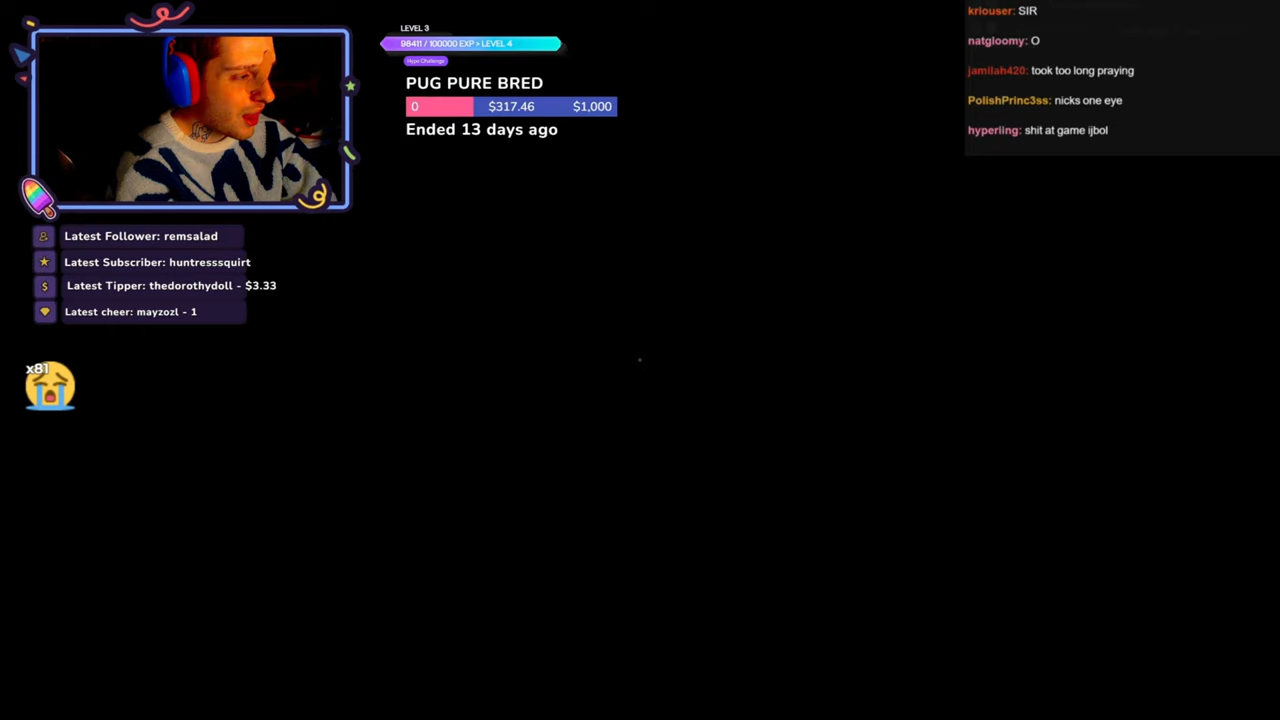 LEVEL 3
98411 / 100000 EXP > LEVEL 4
Hype Challenge
PUG PURE BRED
0 $317.46 $1,000
Ended 13 days ago
Latest Follower: remsalad
Latest Subscriber: huntresssquirt
Latest Tipper: thedorothydoll - $3.33
Latest cheer: mayzozl - 1
x81
kriouser: SIR
natgloomy: O
jamilah420: took too long praying
PolishPrinc3ss: nicks one eye
hyperiing: shit at game ijbol